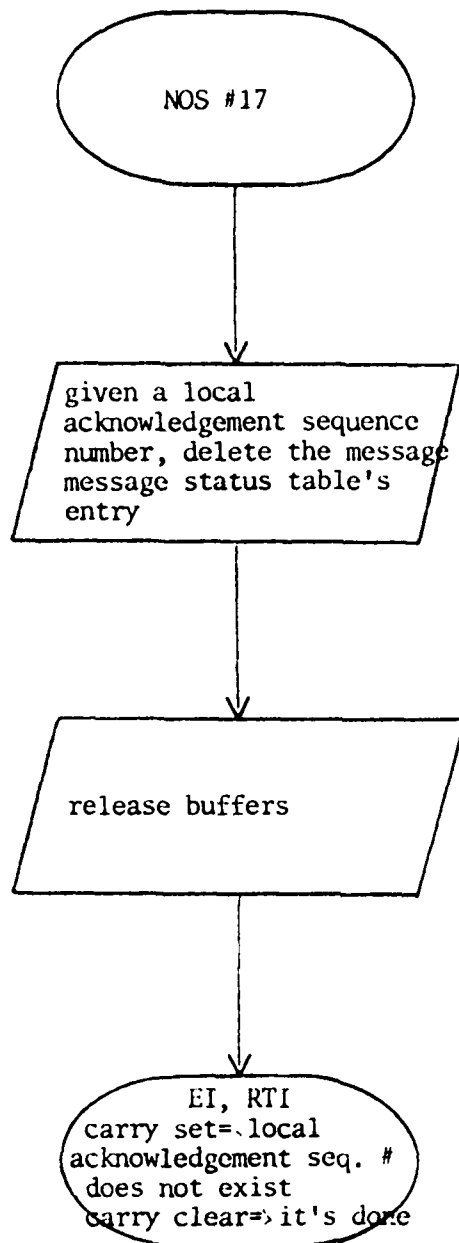 NOS #17
given a local
acknowledgement sequence
number, delete the message
message status table's
entry
release buffers
EI, RTI
carry set=> local
acknowledgement seq. #
does not exist
carry clear=> it's done